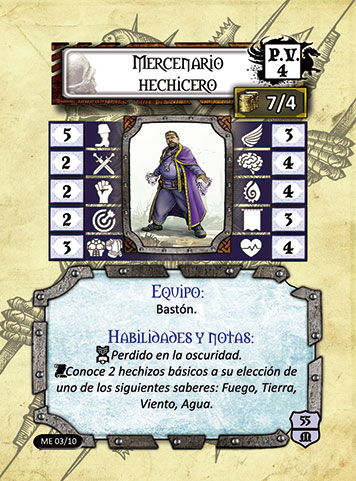 Mercenario
hechicero
P.V.
4
7/4
5
3
2
4
2
4
2
3
3
4
Equipo:
Bastón.
Habilidades y notas:
Perdido en la oscuridad.
Conoce 2 hechizos básicos a su elección de
uno de los siguientes saberes: Fuego, Tierra,
Viento, Agua.
55
M
ME 03/10